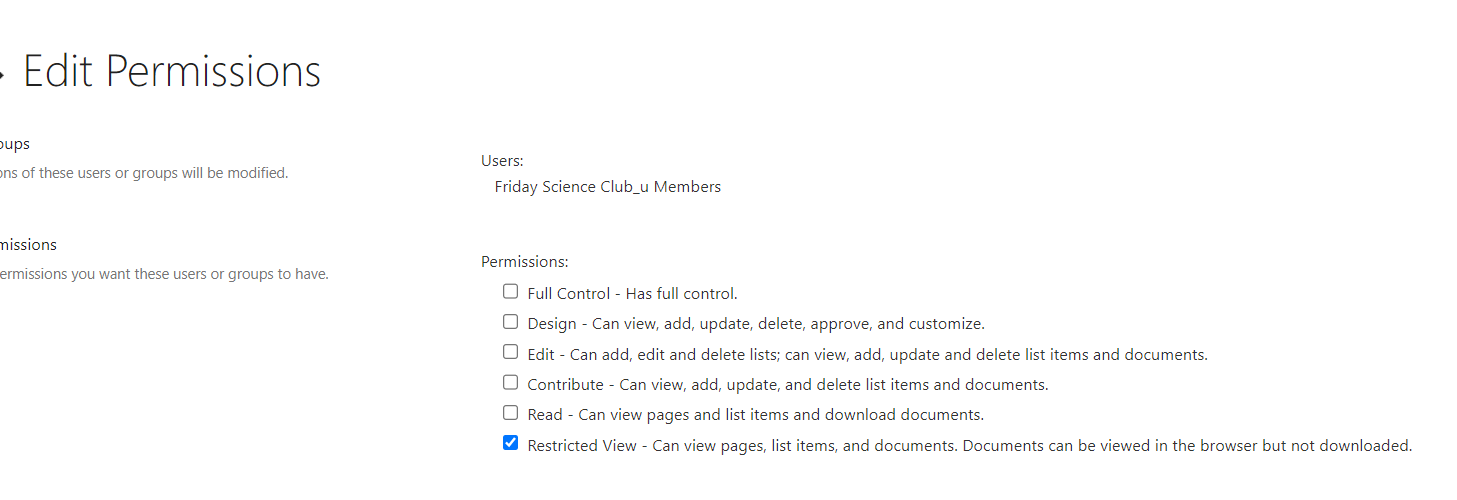 Edit Permissions
oups
ons of these users or groups will be modified.
Users:
Friday Science Club_u Members
missions
ermissions you want these users or groups to have.
Permissions:
Full Control - Has full control.
Design - Can view, add, update, delete, approve, and customize.
Edit - Can add, edit and delete lists; can view, add, update and delete list items and documents.
Contribute - Can view, add, update, and delete list items and documents.
Read - Can view pages and list items and download documents.
Restricted View - Can view pages, list items, and documents. Documents can be viewed in the browser but not downloaded.